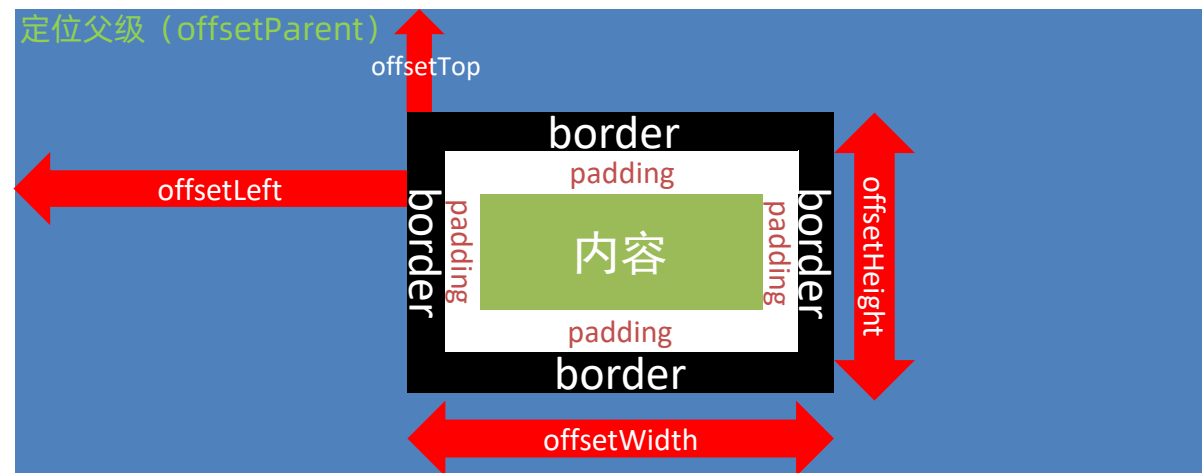 定位父级（offsetParent）
offsetTop
border
padding
offsetLeft
border
padding
内容
padding
border
offsetHeight
padding
border
offsetWidth